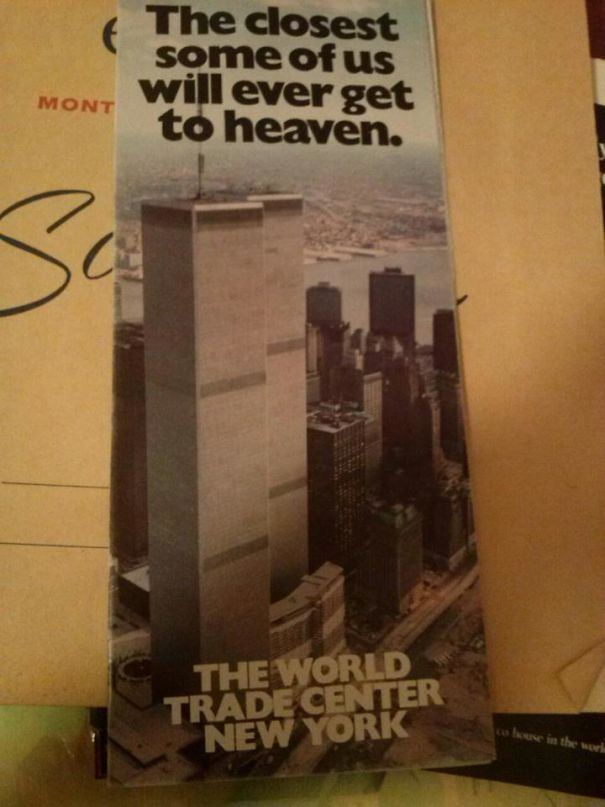 The closest
some of us
will ever get
to heaven.
MONT
THE WORLD
TRADE CENTER
NEW YORK
house in the